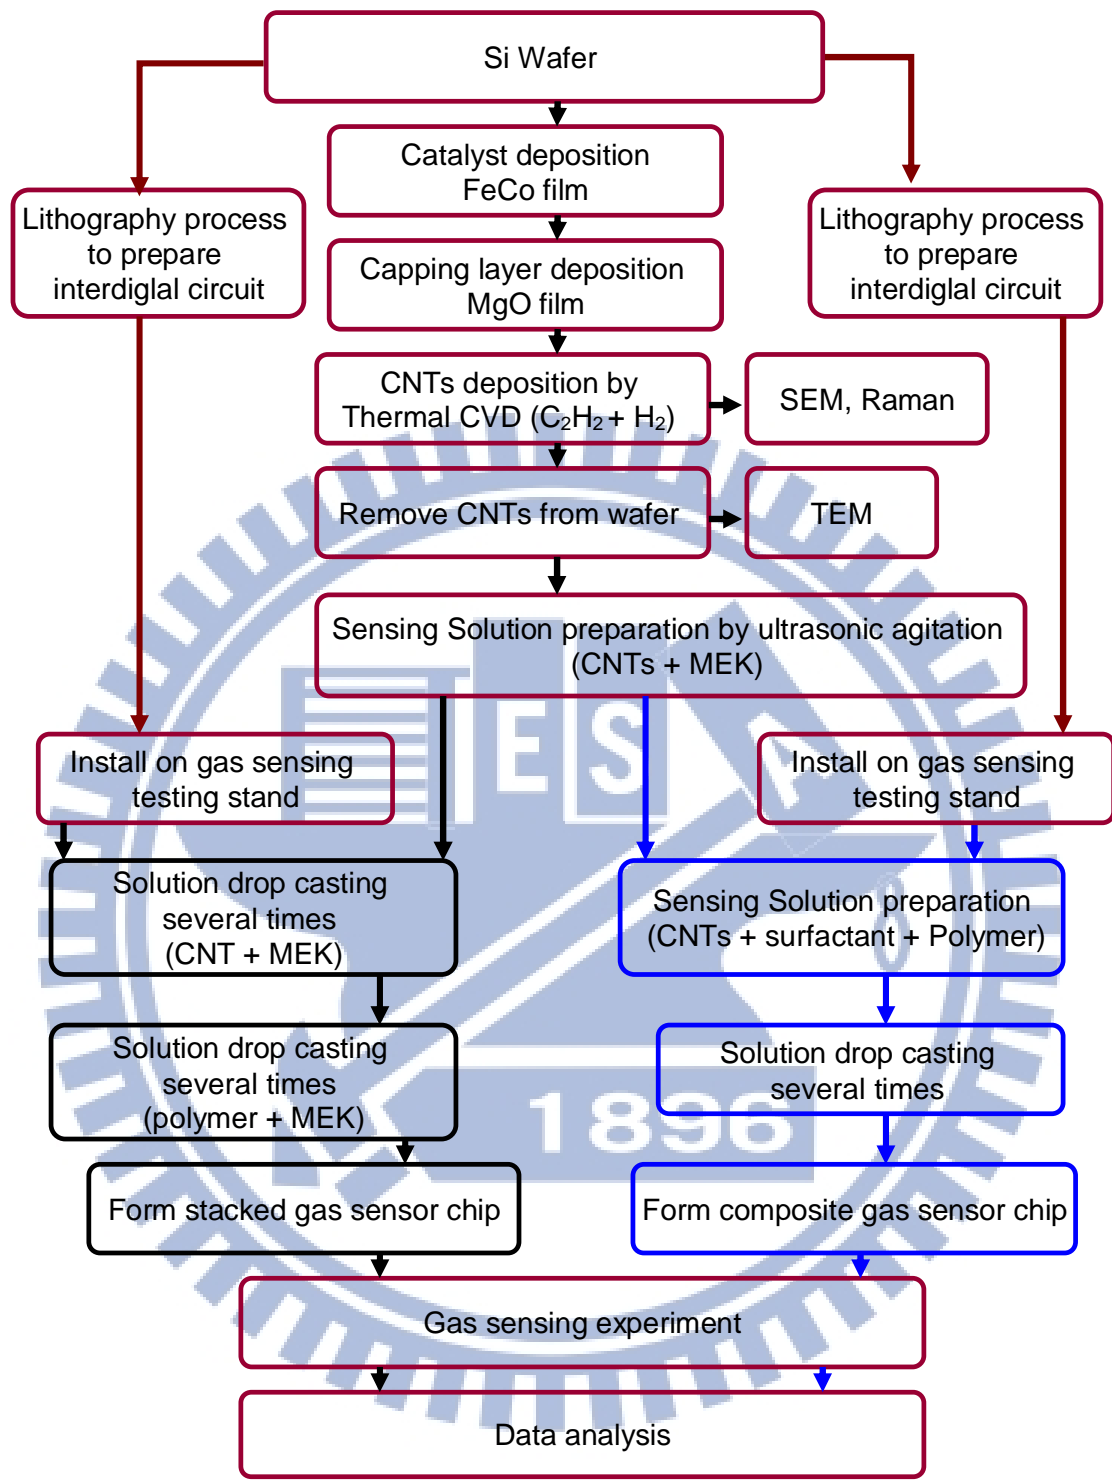 Si Wafer
Catalyst deposition
FeCo film
Lithography process
to prepare
interdiglal circuit
Lithography process
to prepare
interdiglal circuit
Capping layer deposition
MgO film
CNTs deposition by
Thermal CVD (C₂H₂ + H₂)
SEM, Raman
Remove CNTs from wafer
TEM
Sensing Solution preparation by ultrasonic agitation
(CNTs + MEK)
ESA
Install on gas sensing
testing stand
Install on gas sensing
testing stand
Solution drop casting
several times
(CNT + MEK)
Sensing Solution preparation
(CNTs + surfactant + Polymer)
Solution drop casting
several times
(polymer + MEK)
Solution drop casting
several times
1896
Form stacked gas sensor chip
Form composite gas sensor chip
Gas sensing experiment
Data analysis